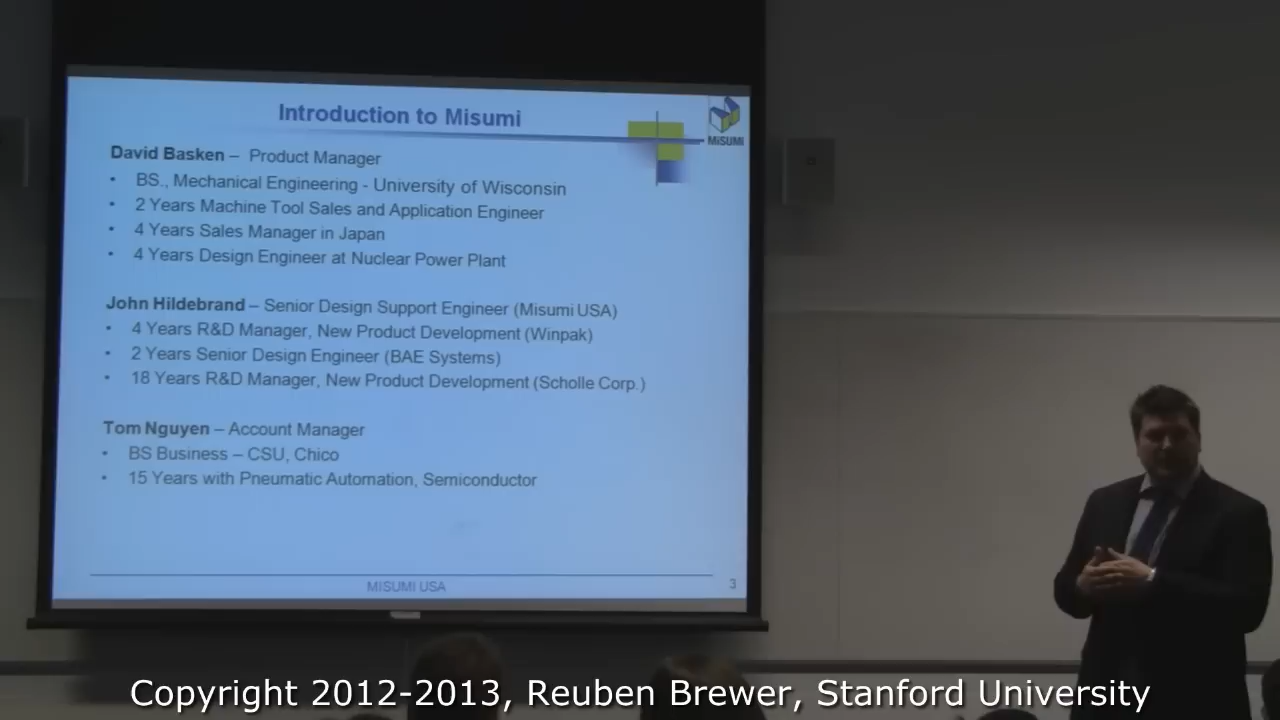 Introduction to Misumi
MiSUMi
David Basken – Product Manager
• BS., Mechanical Engineering - University of Wisconsin
• 2 Years Machine Tool Sales and Application Engineer
• 4 Years Sales Manager in Japan
• 4 Years Design Engineer at Nuclear Power Plant
John Hildebrand – Senior Design Support Engineer (Misumi USA)
• 4 Years R&D Manager, New Product Development (Winpak)
• 2 Years Senior Design Engineer (BAE Systems)
• 18 Years R&D Manager, New Product Development (Scholle Corp.)
Tom Nguyen – Account Manager
• BS Business – CSU, Chico
• 15 Years with Pneumatic Automation, Semiconductor
MISUMI USA
3
Copyright 2012-2013, Reuben Brewer, Stanford University